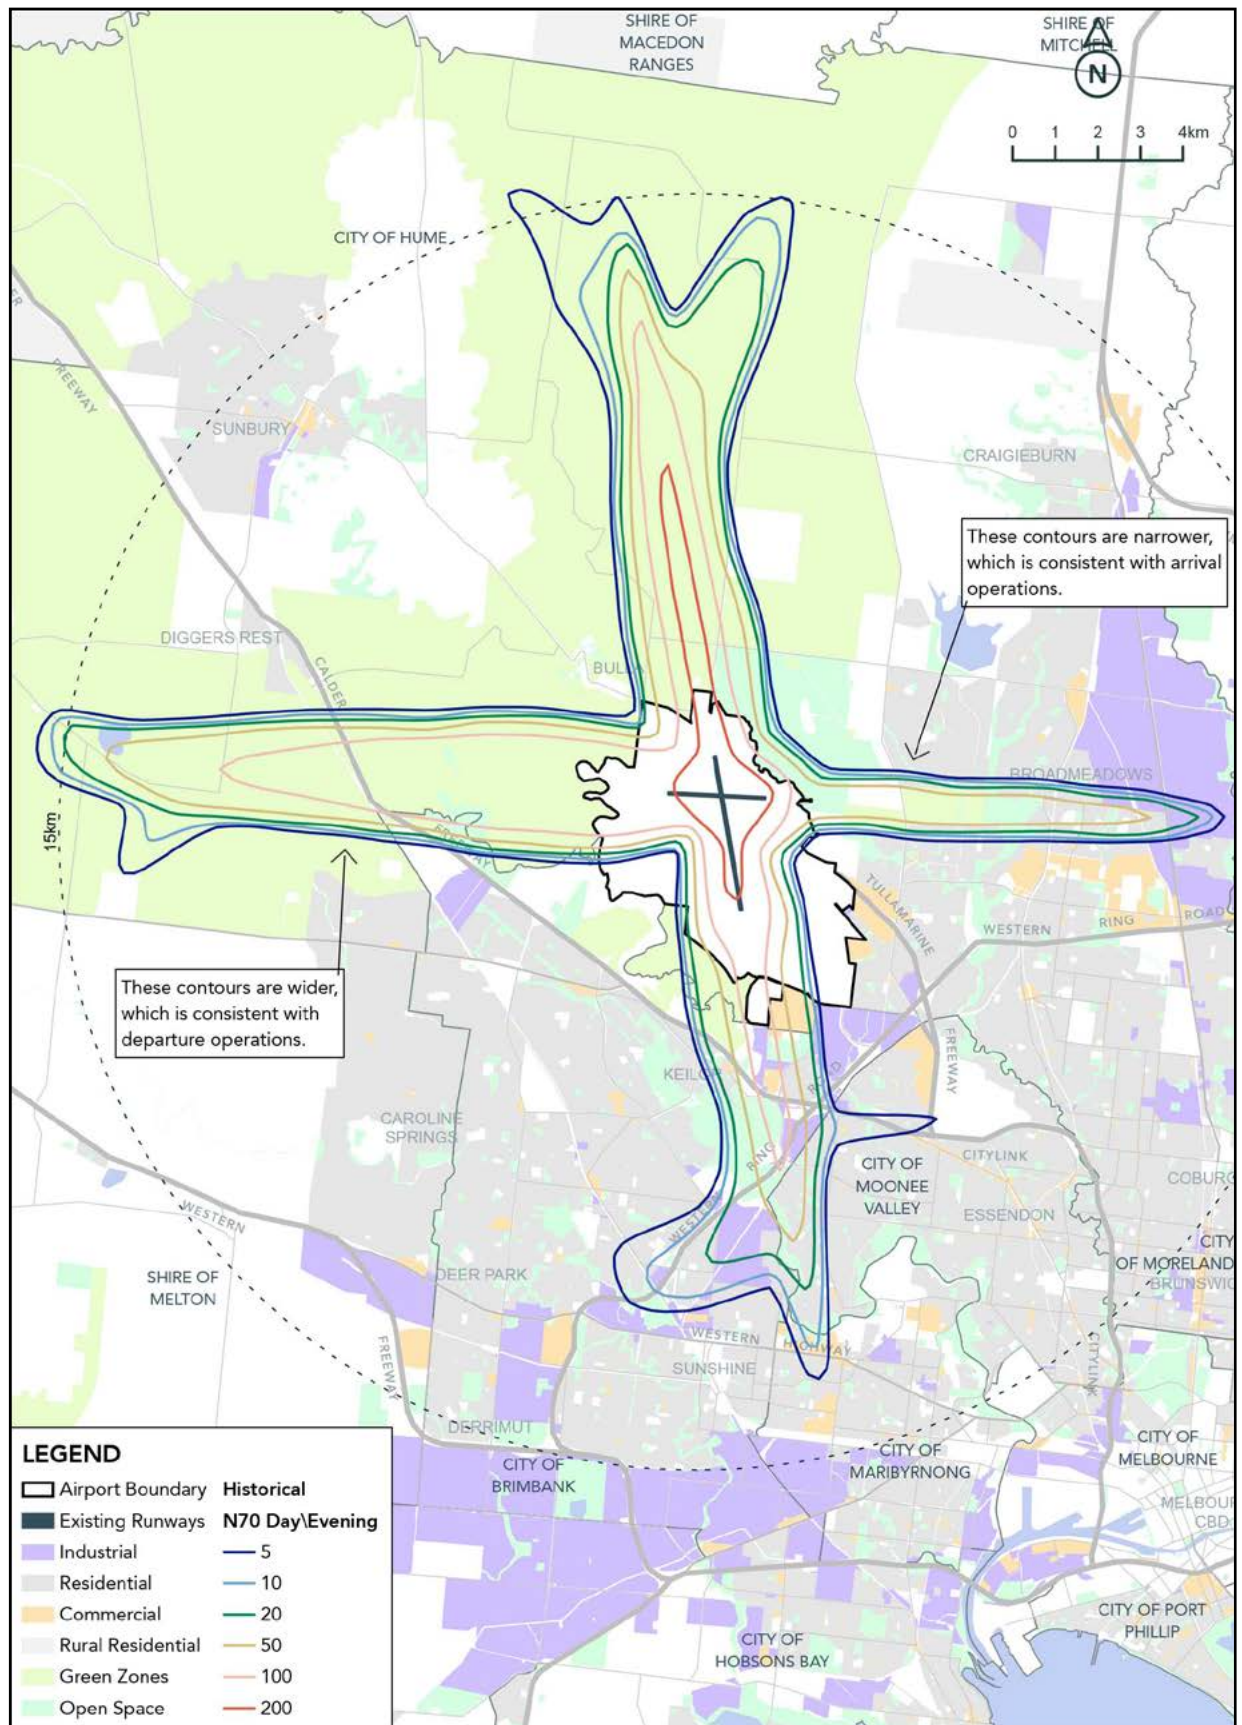 SHIRE OF
MACEDON
RANGES
SHIRE OF
MITCHELL
N
0 1 2 3 4km
CITY OF HUME
FREEWAY
SUNBURY
CRAIGIEBURN
These contours are narrower,
which is consistent with arrival
operations.
DIGGERS REST
CALDER
BULLA
BROADMEADOWS
15km
FREEWAY
TULLAMARINE
WESTERN
RING
ROAD
These contours are wider,
which is consistent with
departure operations.
FREEWAY
KEILOR
ROAD
CAROLINE
SPRINGS
RING
WESTERN
CITY OF
MOONEE
VALLEY
CITYLINK
COBURG
WESTERN
ESSENDON
CITY
OF MORELAND
BRUNSWIC
SHIRE OF
MELTON
DEER PARK
FREEWAY
WESTERN
HIGHWAY
SUNSHINE
CITYLINK
DERRIMUT
CITY OF
BRIMBANK
CITY OF
MARIBYRNONG
CITY OF
MELBOURNE
MELBOUR
CBD
CITY OF PORT
PHILLIP
CITY OF
HOBSONS BAY
LEGEND
Airport Boundary Historical
Existing Runways N70 Day\Evening
Industrial 5
Residential 10
Commercial 20
Rural Residential 50
Green Zones 100
Open Space 200